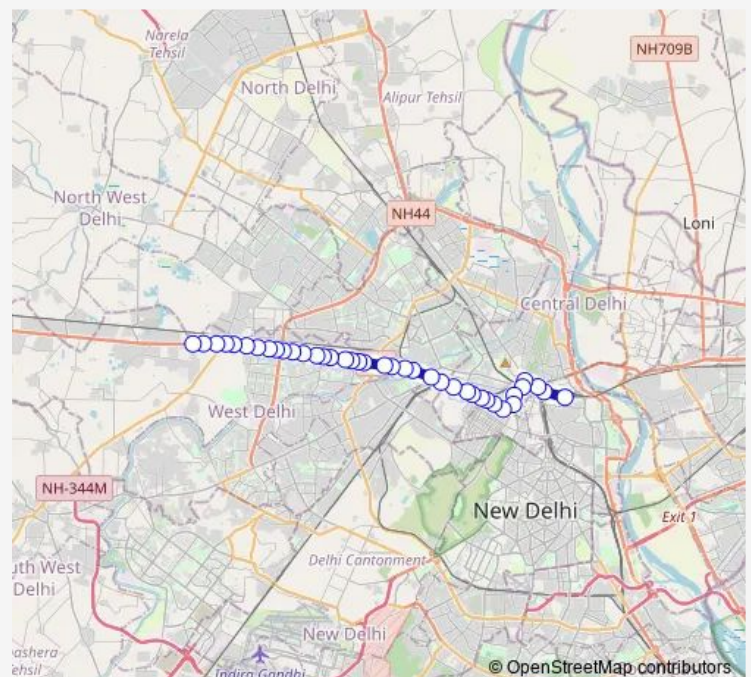 Narela
Tehsil
NH709B
North Delhi
Alipur Tehsil
North West
Delhi
NH44
Loni
Central Delhi
West Delhi
NH-344M
New Delhi
Exit 1
uth West
Delhi
Delhi Cantonment
New Delhi
ashera
ehsil
Indira Gandhi
© OpenStreetMap contributors